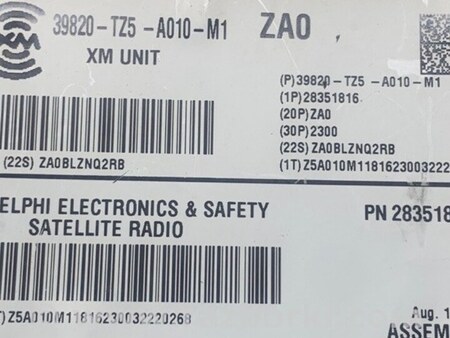 XM
39820-TZ5-A010-M1 ZA0
XM UNIT
(P)39820-TZ5-A010-M1
(1P)28351816
(20P)ZA0
(30P)2300
(22S)ZA0BLZNQ2RB
(1T)Z5A010M1181623003222
(22S) ZA0BLZNQ2RB
ELPHI ELECTRONICS & SAFETY
SATELLITE RADIO
PN 283518
T)Z5A010M11816230032220268
Aug. 1
ASSEM